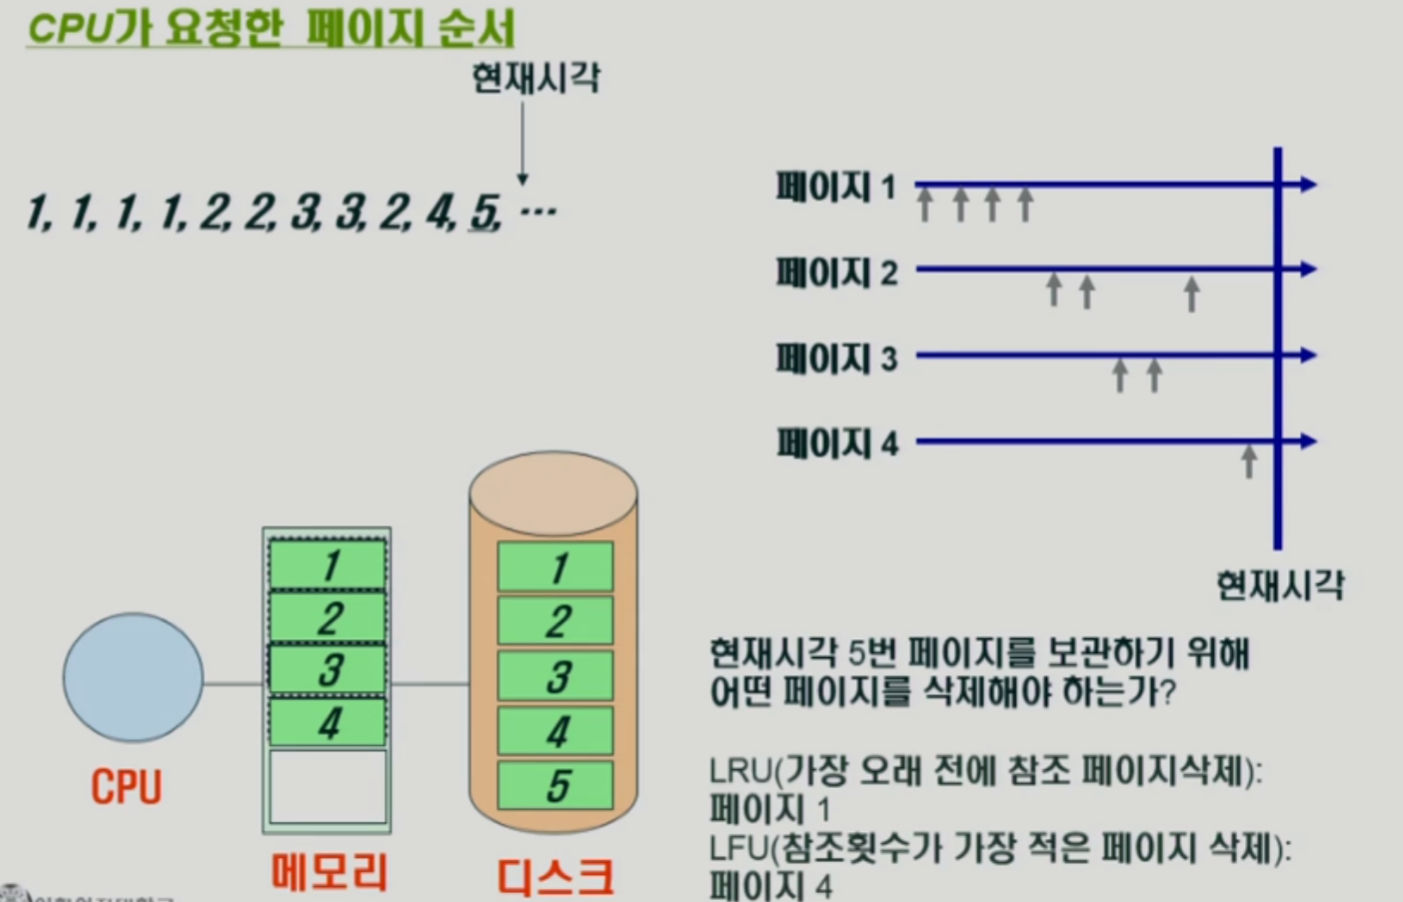 CPU가 요청한 페이지 순서
현재시각
1, 1, 1, 1, 2, 2, 3, 3, 2, 4, 5, ···
페이지 1
페이지 2
페이지 3
페이지 4
현재시각
1
2
3
4
CPU
메모리
1
2
3
4
5
디스크
현재시각 5번 페이지를 보관하기 위해
어떤 페이지를 삭제해야 하는가?
LRU(가장 오래 전에 참조 페이지삭제):
페이지 1
LFU(참조횟수가 가장 적은 페이지 삭제):
페이지 4